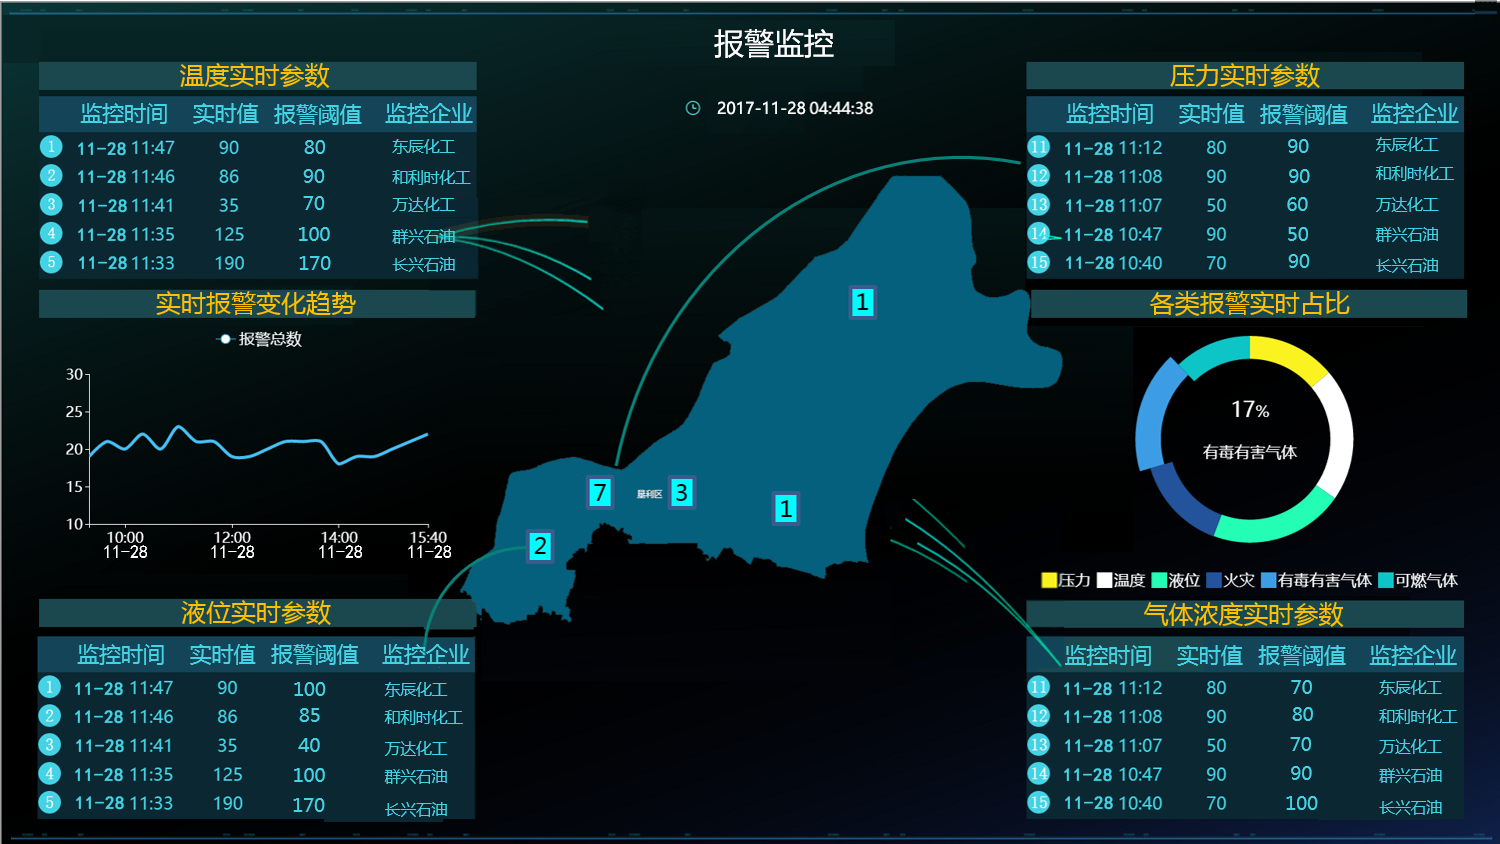 报警监控
2017-11-28 04:44:38
温度实时参数
监控时间 实时值 报警阈值 监控企业
1 11-28 11:47 90 80 东辰化工
2 11-28 11:46 86 90 和利时化工
3 11-28 11:41 35 70 万达化工
4 11-28 11:35 125 100 群兴石油
5 11-28 11:33 190 170 长兴石油
实时报警变化趋势
报警总数
30
25
20
15
10
10:00 12:00 14:00 15:40
11-28 11-28 11-28 11-28
液位实时参数
监控时间 实时值 报警阈值 监控企业
1 11-28 11:47 90 100 东辰化工
2 11-28 11:46 86 85 和利时化工
3 11-28 11:41 35 40 万达化工
4 11-28 11:35 125 100 群兴石油
5 11-28 11:33 190 170 长兴石油
1
7 垦利区 3
1
2
压力实时参数
监控时间 实时值 报警阈值 监控企业
11 11-28 11:12 80 90 东辰化工
12 11-28 11:08 90 90 和利时化工
13 11-28 11:07 50 60 万达化工
14 11-28 10:47 90 50 群兴石油
15 11-28 10:40 70 90 长兴石油
各类报警实时占比
17%
有毒有害气体
压力 温度 液位 火灾 有毒有害气体 可燃气体
气体浓度实时参数
监控时间 实时值 报警阈值 监控企业
11 11-28 11:12 80 70 东辰化工
12 11-28 11:08 90 80 和利时化工
13 11-28 11:07 50 70 万达化工
14 11-28 10:47 90 90 群兴石油
15 11-28 10:40 70 100 长兴石油